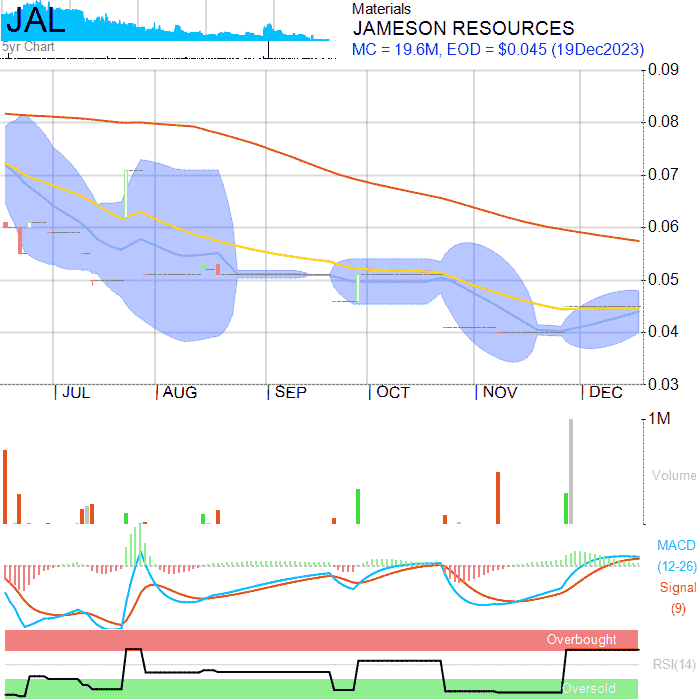 JAL
5yr Chart
Materials
JAMESON RESOURCES
MC = 19.6M, EOD = $0.045 (19Dec2023)
0.09
0.08
0.07
0.06
0.05
0.04
0.03
JUL AUG SEP OCT NOV DEC
1M
Volume
MACD
(12-26)
Signal
(9)
Overbought
RSI(14)
Oversold